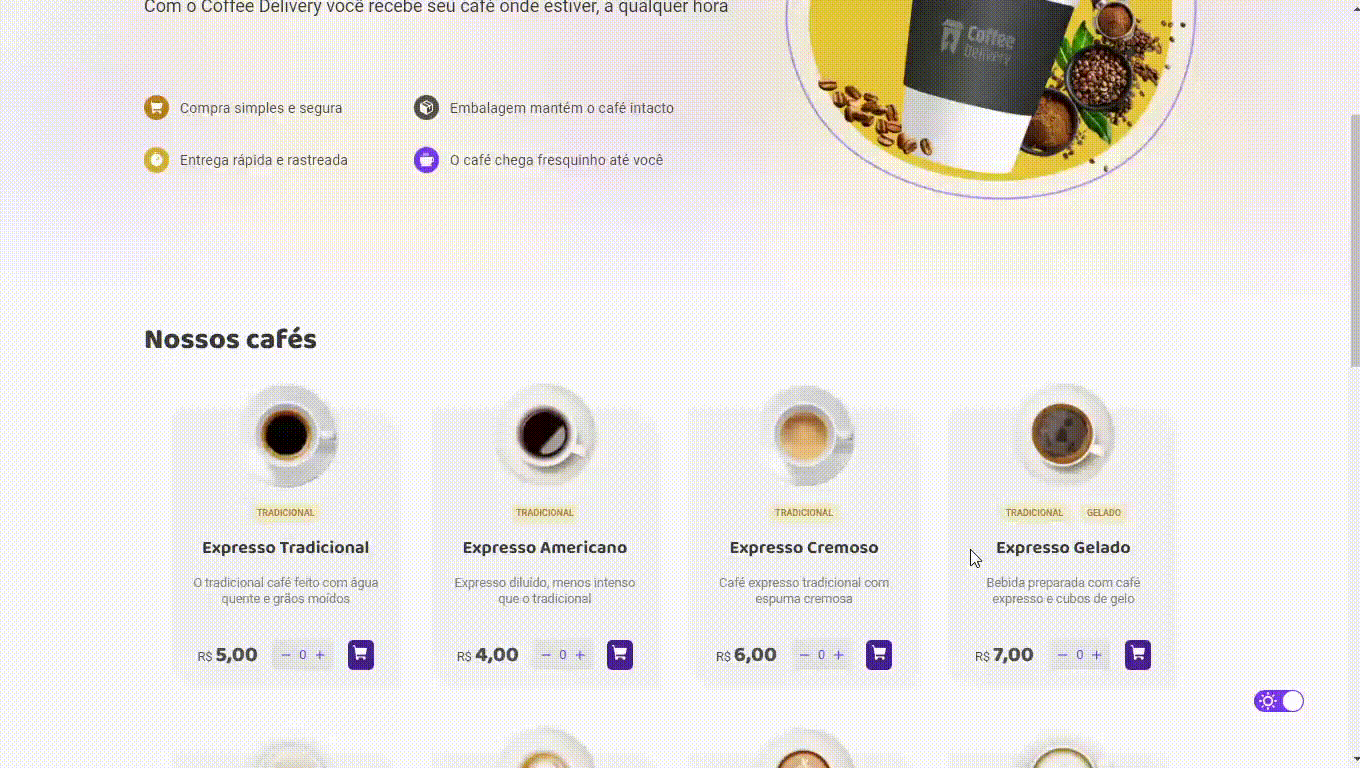 Com o Coffee Delivery você recebe seu café onde estiver, a qualquer hora
Coffee
Delivery
Compra simples e segura
Embalagem mantém o café intacto
Entrega rápida e rastreada
O café chega fresquinho até você
Nossos cafés
TRADICIONAL
TRADICIONAL
TRADICIONAL
TRADICIONAL GELADO
Expresso Tradicional
Expresso Americano
Expresso Cremoso
Expresso Gelado
O tradicional café feito com água
quente e grãos moídos
Expresso diluído, menos intenso
que o tradicional
Café expresso tradicional com
espuma cremosa
Bebida preparada com café
expresso e cubos de gelo
R$ 5,00 − 0 +
R$ 4,00 − 0 +
R$ 6,00 − 0 +
R$ 7,00 − 0 +